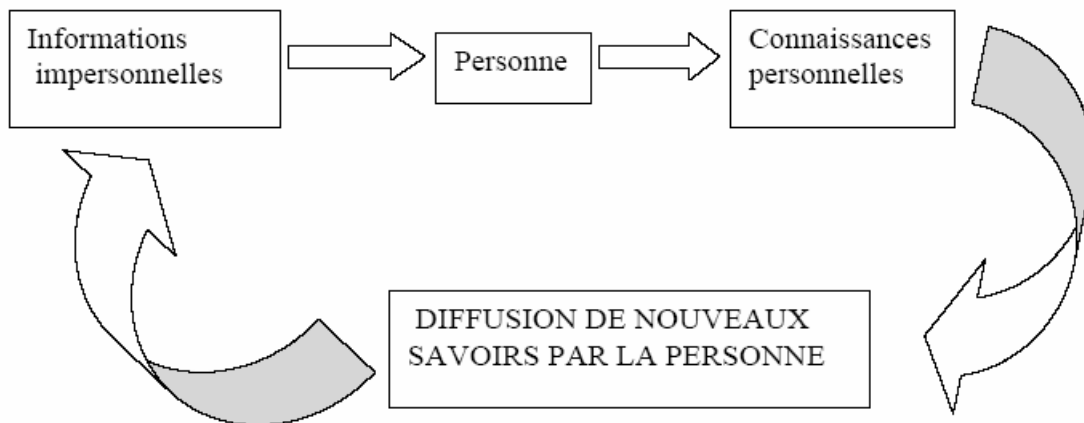 Informations
impersonnelles
Personne
Connaissances
personnelles
DIFFUSION DE NOUVEAUX
SAVOIRS PAR LA PERSONNE